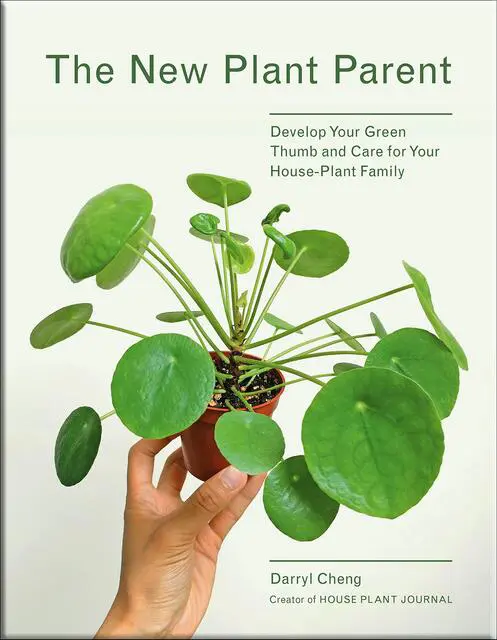 The New Plant Parent
Develop Your Green
Thumb and Care for Your
House-Plant Family
Darryl Cheng
Creator of HOUSE PLANT JOURNAL